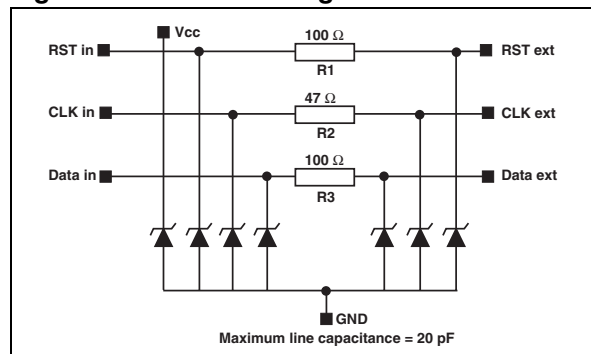 Vcc
RST in
100 Ω
R1
RST ext
CLK in
47 Ω
R2
CLK ext
Data in
100 Ω
R3
Data ext
GND
Maximum line capacitance = 20 pF